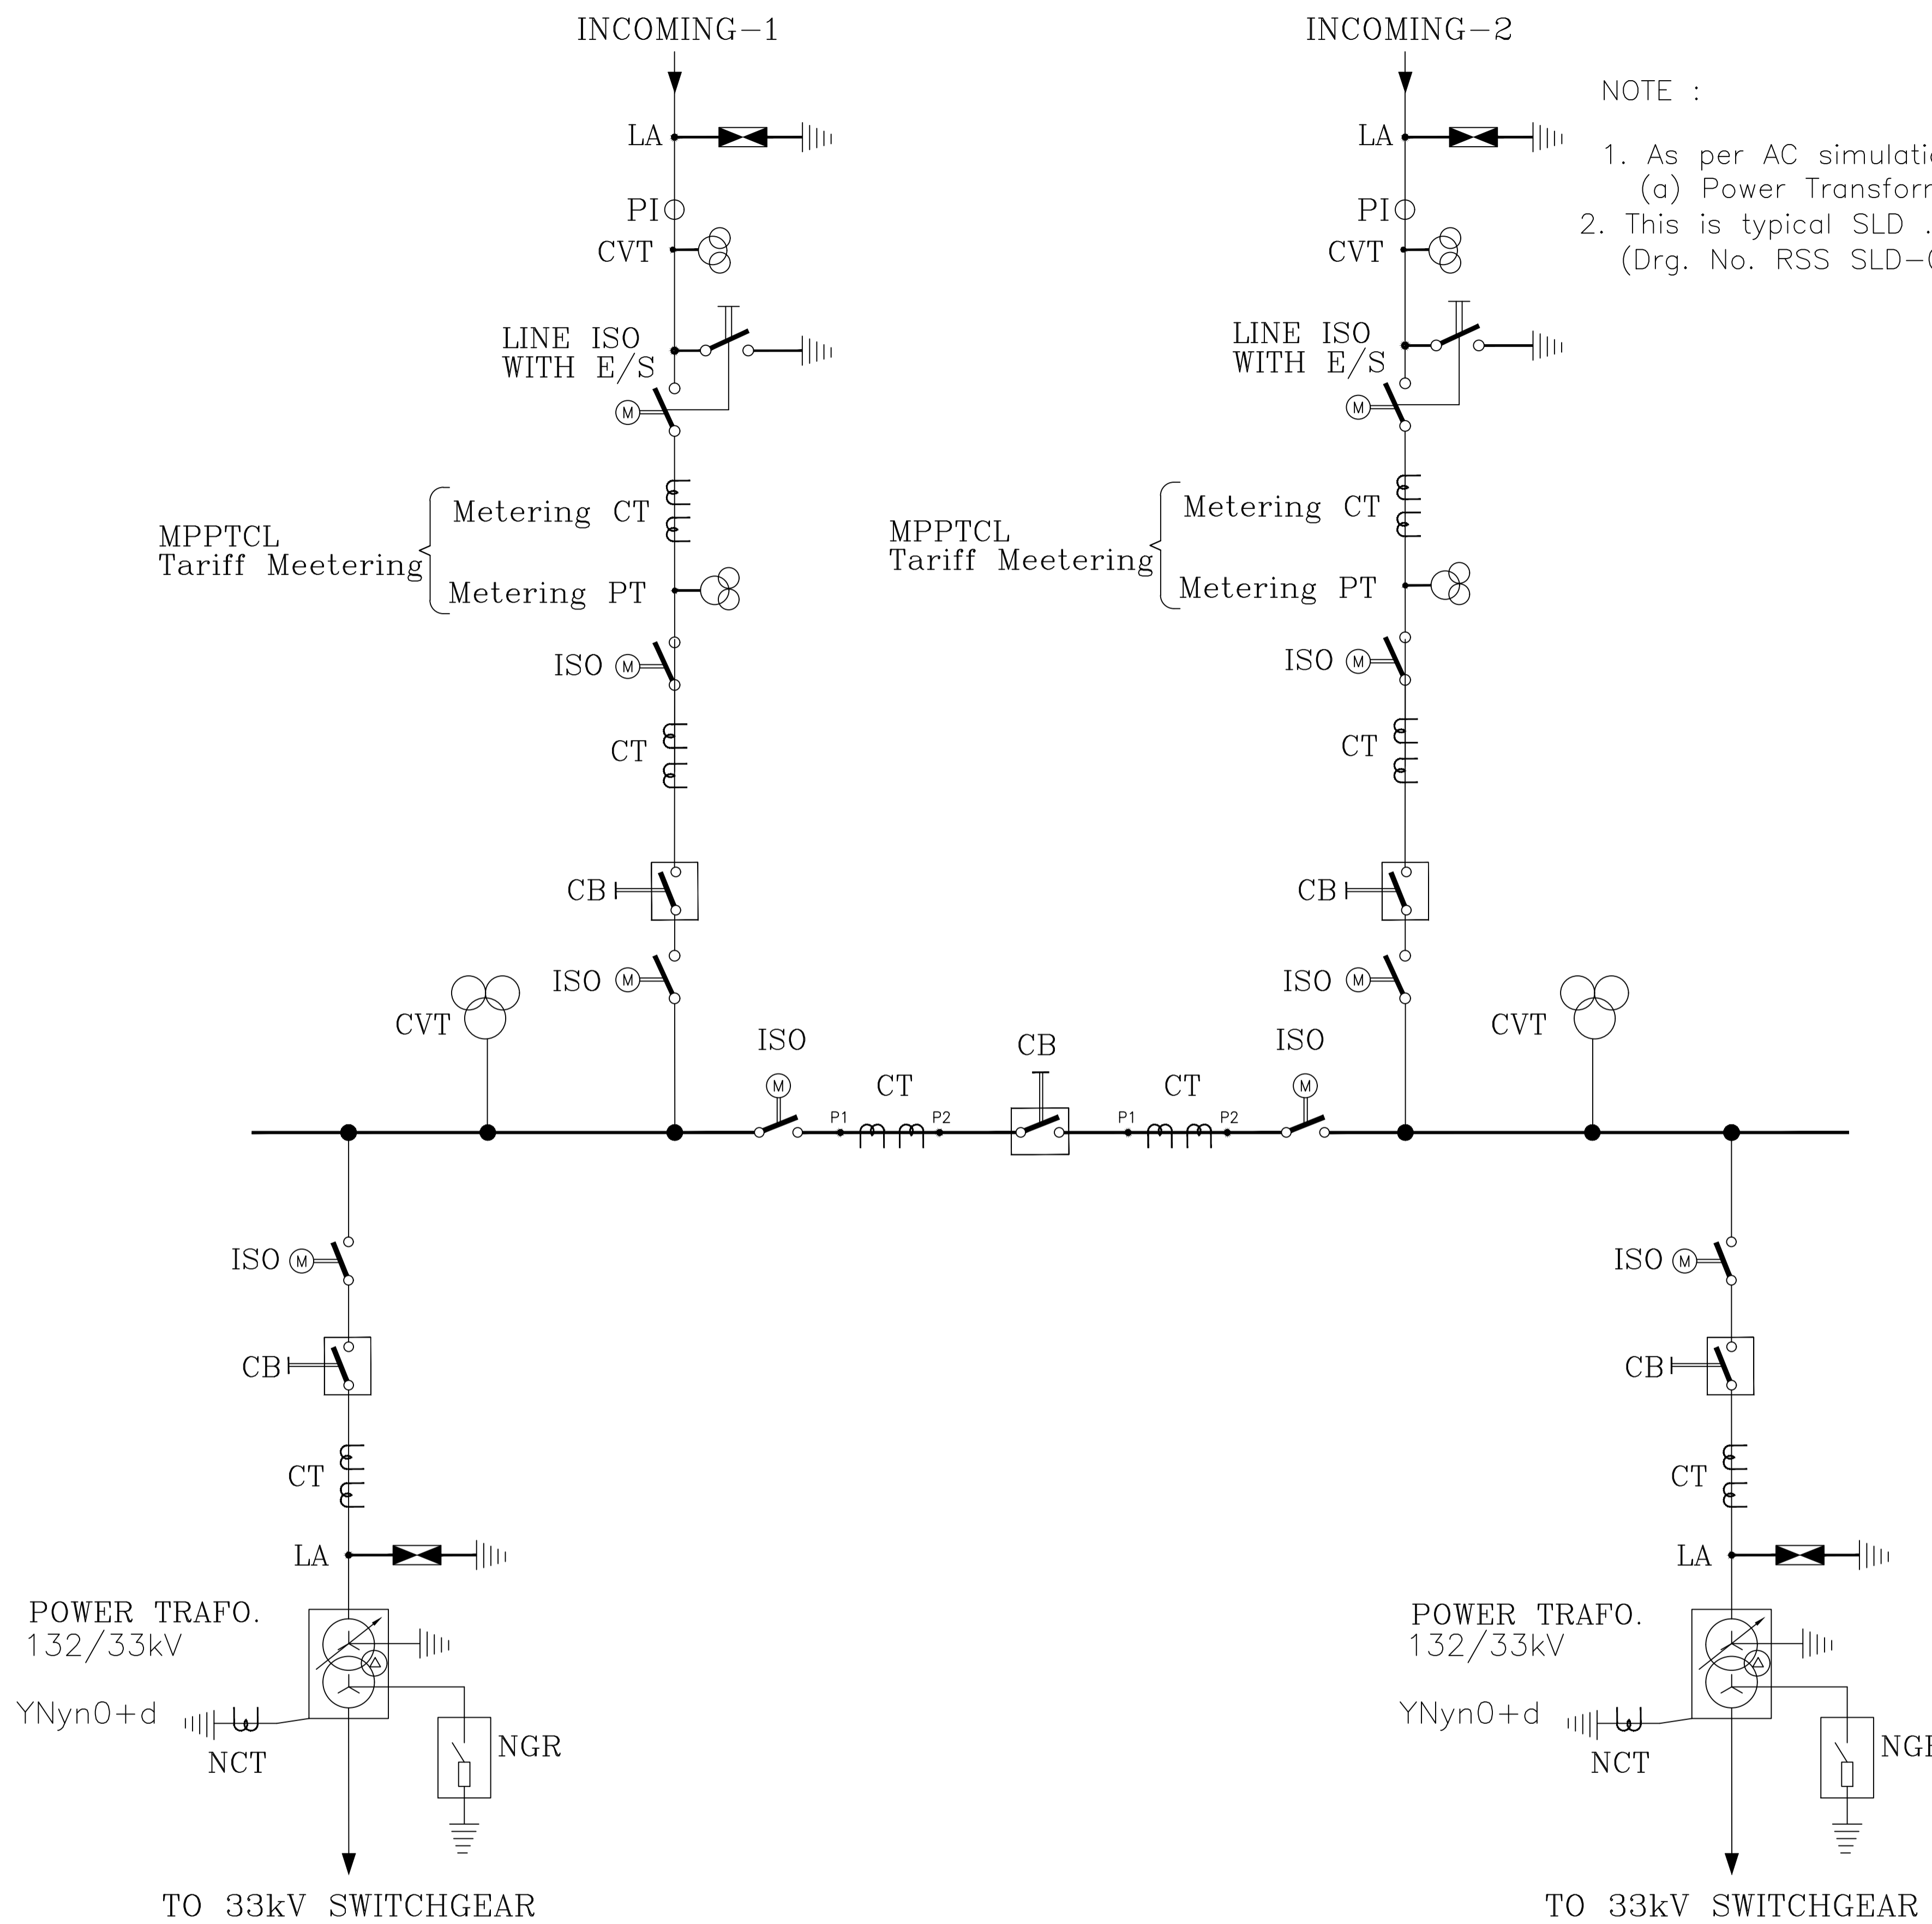 INCOMING-1
INCOMING-2
NOTE :
1. As per AC
(a) Power
2. This is typical SLD .
(Drg. No. RSS
LA
PI
CVT
LINE ISO
WITH E/S
M
MPPTCL
Tariff Meetering
Metering CT
Metering PT
ISO
M
CT
CB
ISO
M
LA
PI
CVT
LINE ISO
WITH E/S
M
MPPTCL
Tariff Meetering
Metering CT
Metering PT
ISO
M
CT
CB
ISO
M
CVT
ISO
M
P1
CT
P2
CB
P1
CT
P2
ISO
M
CVT
ISO
M
CB
CT
LA
POWER TRAFO.
132/33kV
YNyn0+d
NCT
NGR
TO 33kV SWITCHGEAR
ISO
M
CB
CT
LA
POWER TRAFO.
132/33kV
YNyn0+d
NCT
TO 33kV SWITCHGEAR